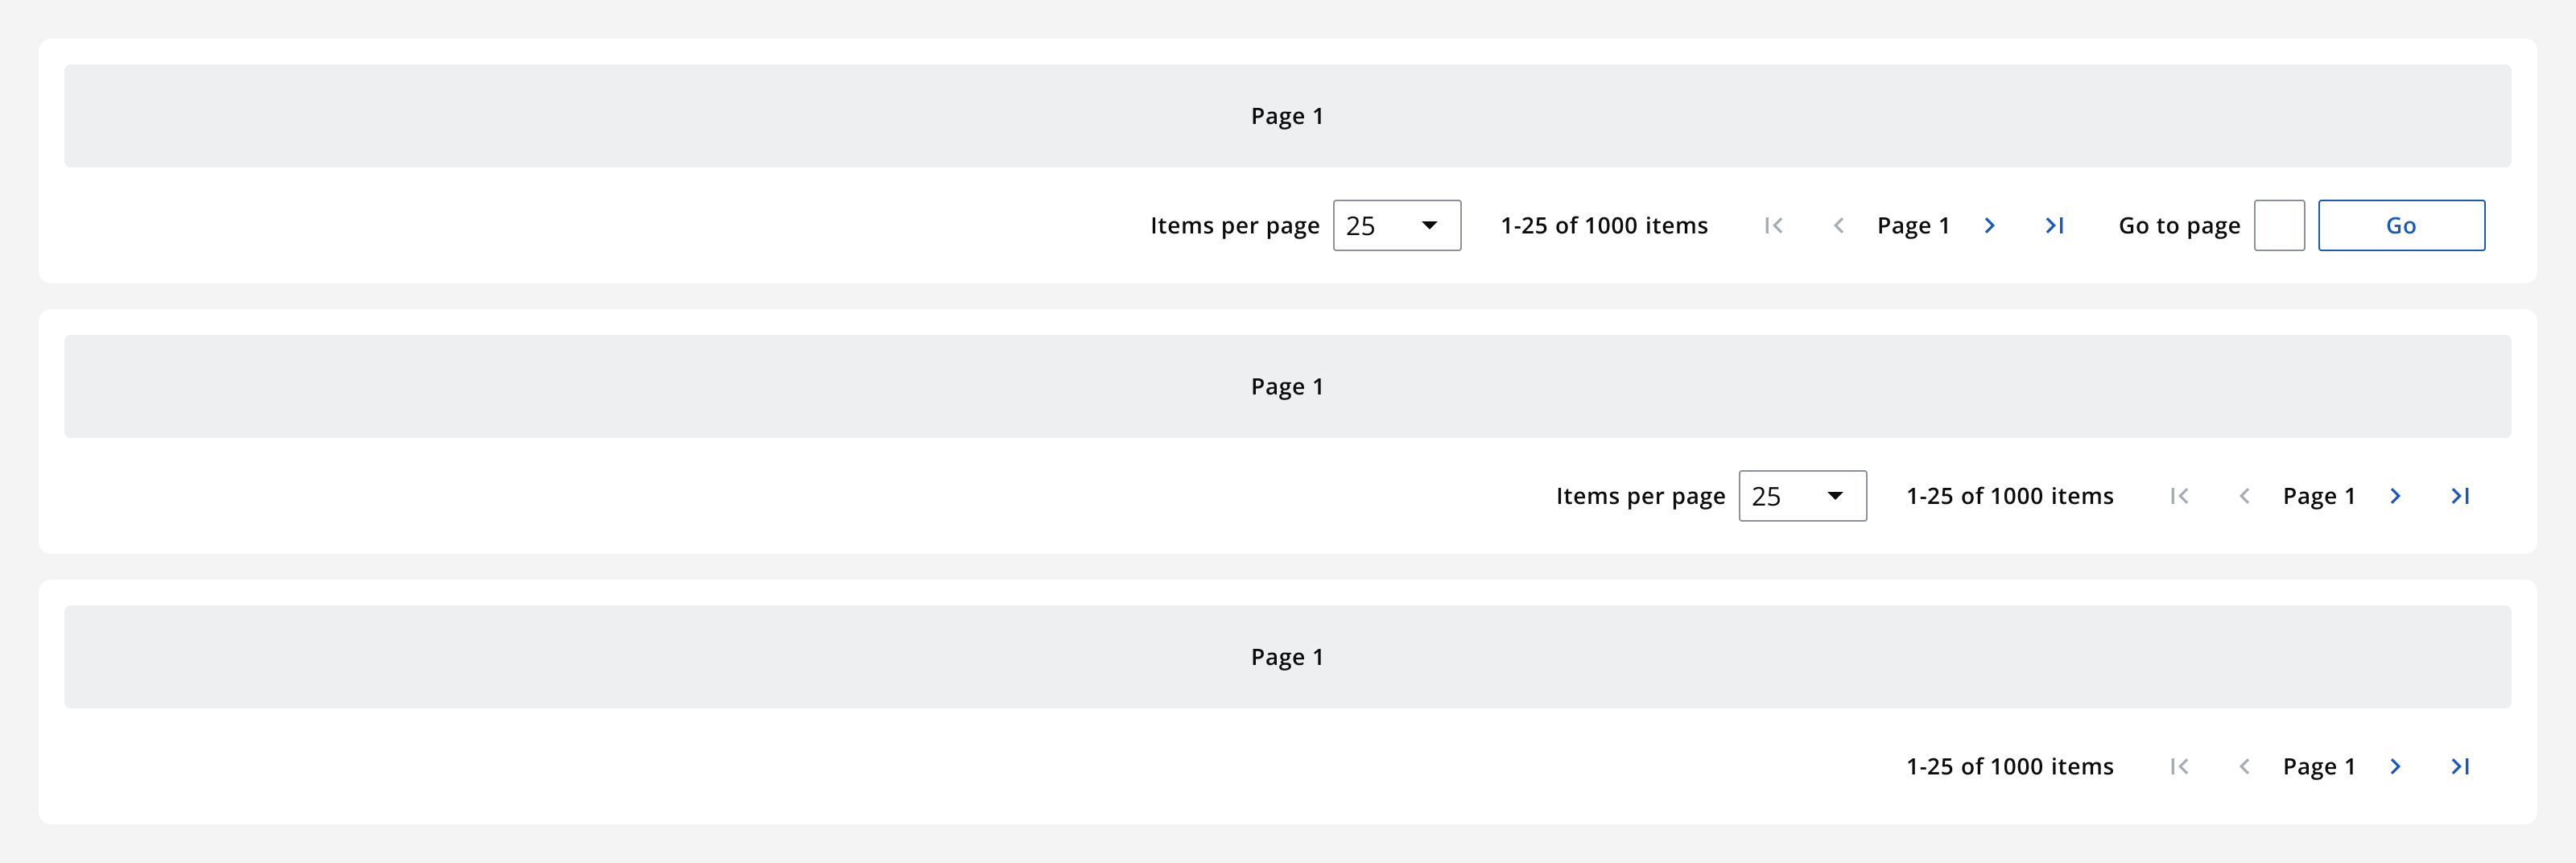 Page 1
Items per page 25 1-25 of 1000 items Page 1 Go to page Go
Page 1
Items per page 25 1-25 of 1000 items Page 1
Page 1
1-25 of 1000 items Page 1